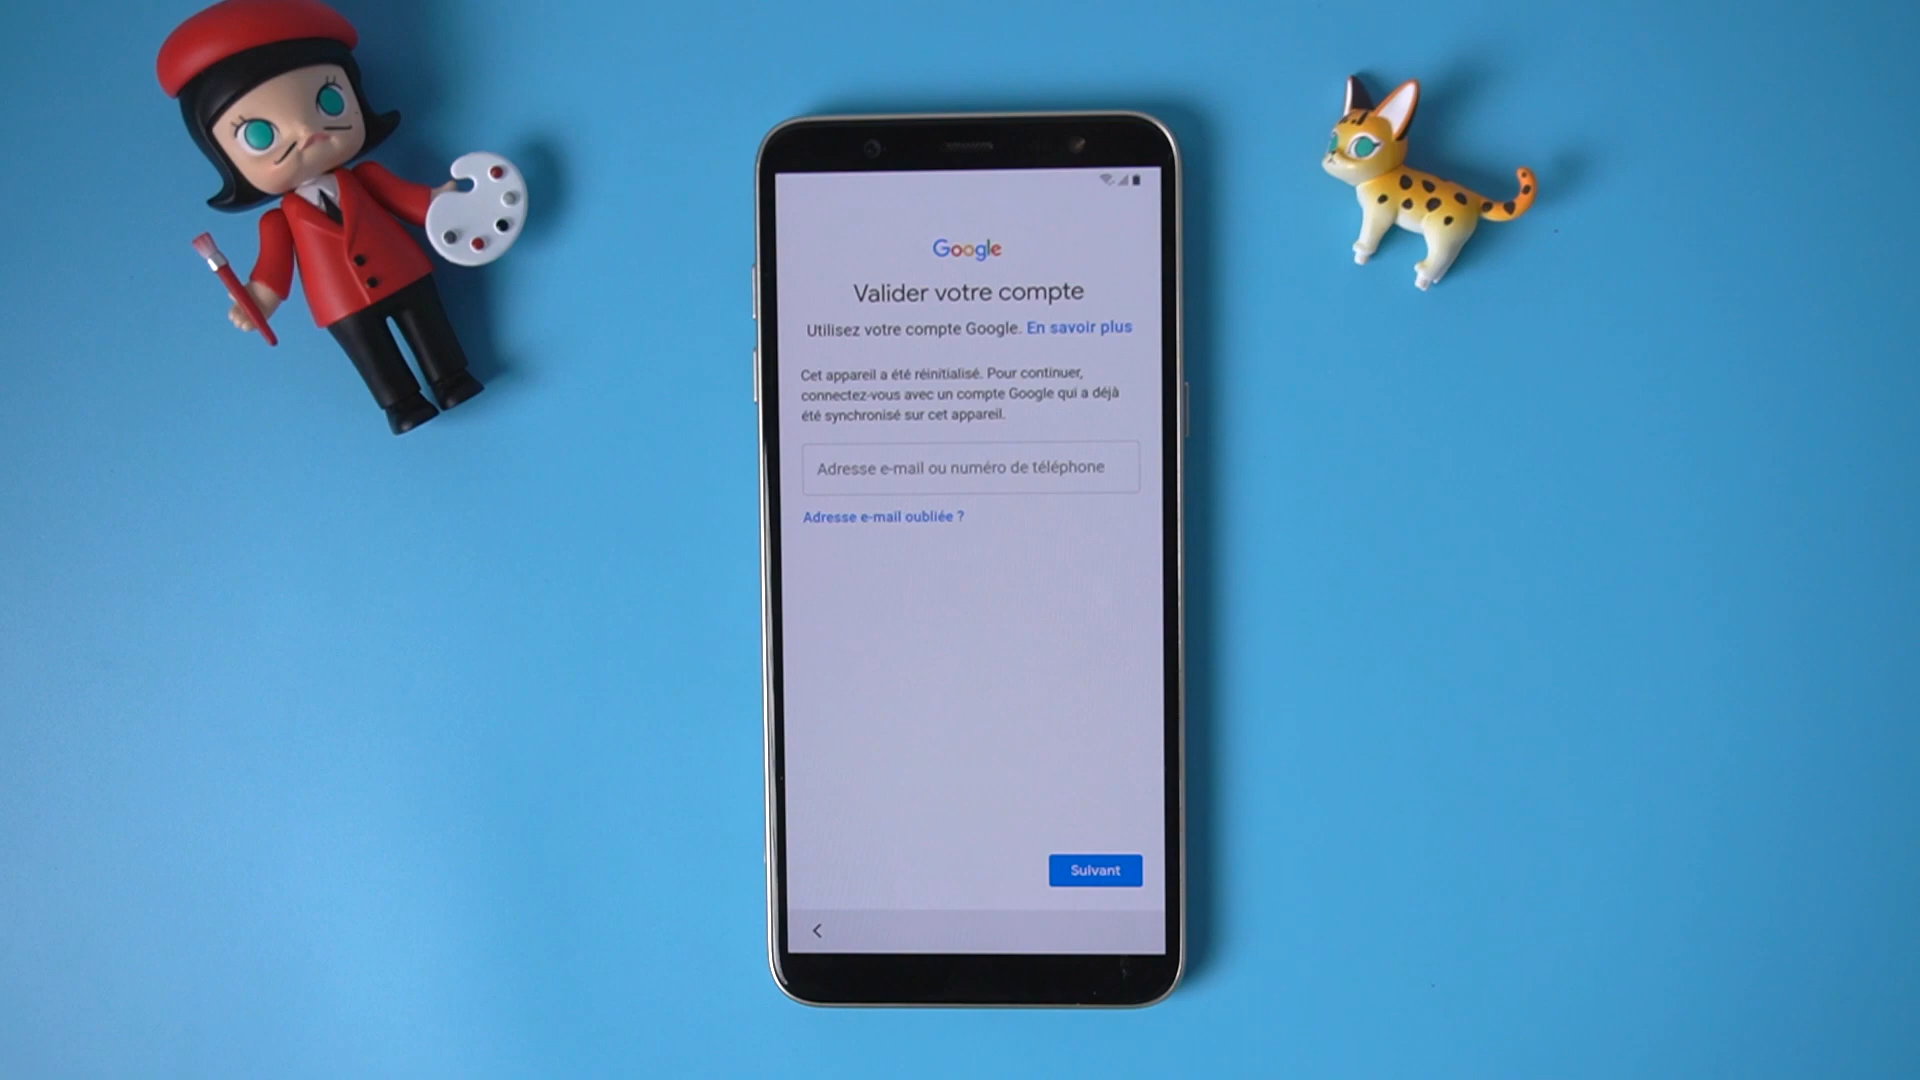 Google
Valider votre compte
Utilisez votre compte Google. En savoir plus
Cet appareil a été réinitialisé. Pour continuer,
connectez-vous avec un compte Google qui a déjà
été synchronisé sur cet appareil.
Adresse e-mail ou numéro de téléphone
Adresse e-mail oubliée ?
Suivant